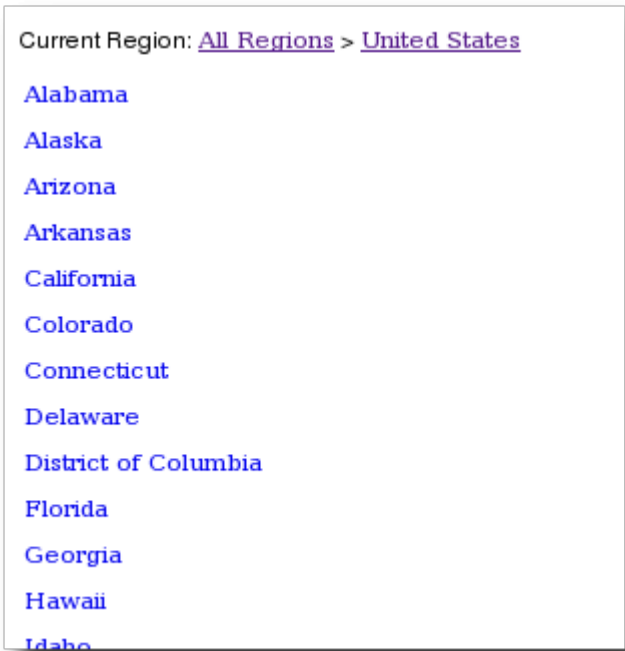 Current Region: All Regions > United States
Alabama
Alaska
Arizona
Arkansas
California
Colorado
Connecticut
Delaware
District of Columbia
Florida
Georgia
Hawaii
Idaho